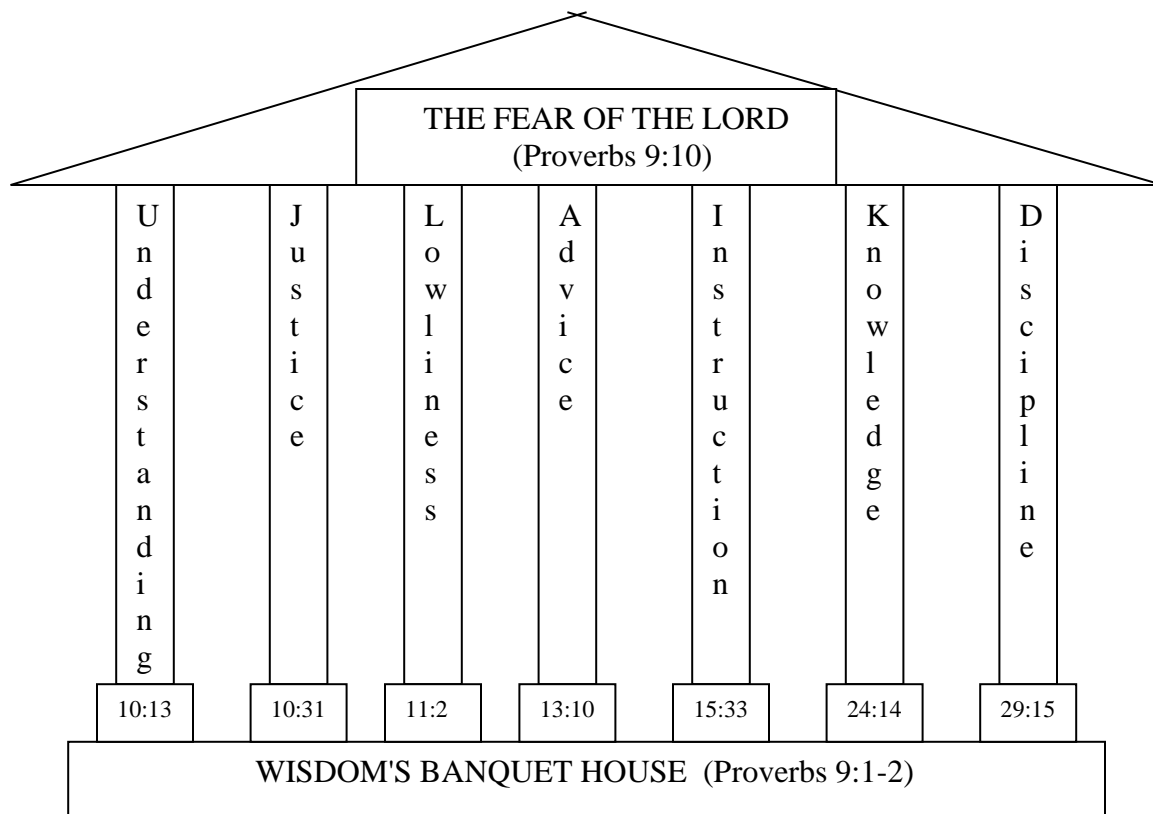 THE FEAR OF THE LORD
(Proverbs 9:10)
Understanding
Justice
Lowliness
Advice
Instruction
Knowledge
Discipline
10:13
10:31
11:2
13:10
15:33
24:14
29:15
WISDOM'S BANQUET HOUSE (Proverbs 9:1-2)